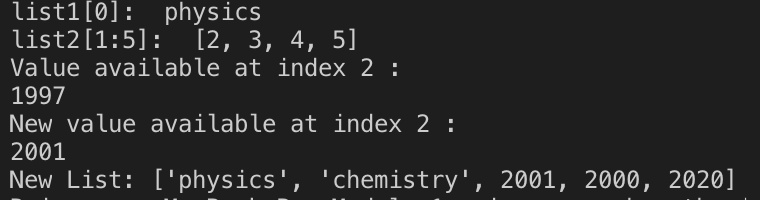 list1[0]:  physics
list2[1:5]:  [2, 3, 4, 5]
Value available at index 2 :
1997
New value available at index 2 :
2001
New List: ['physics', 'chemistry', 2001, 2000, 2020]